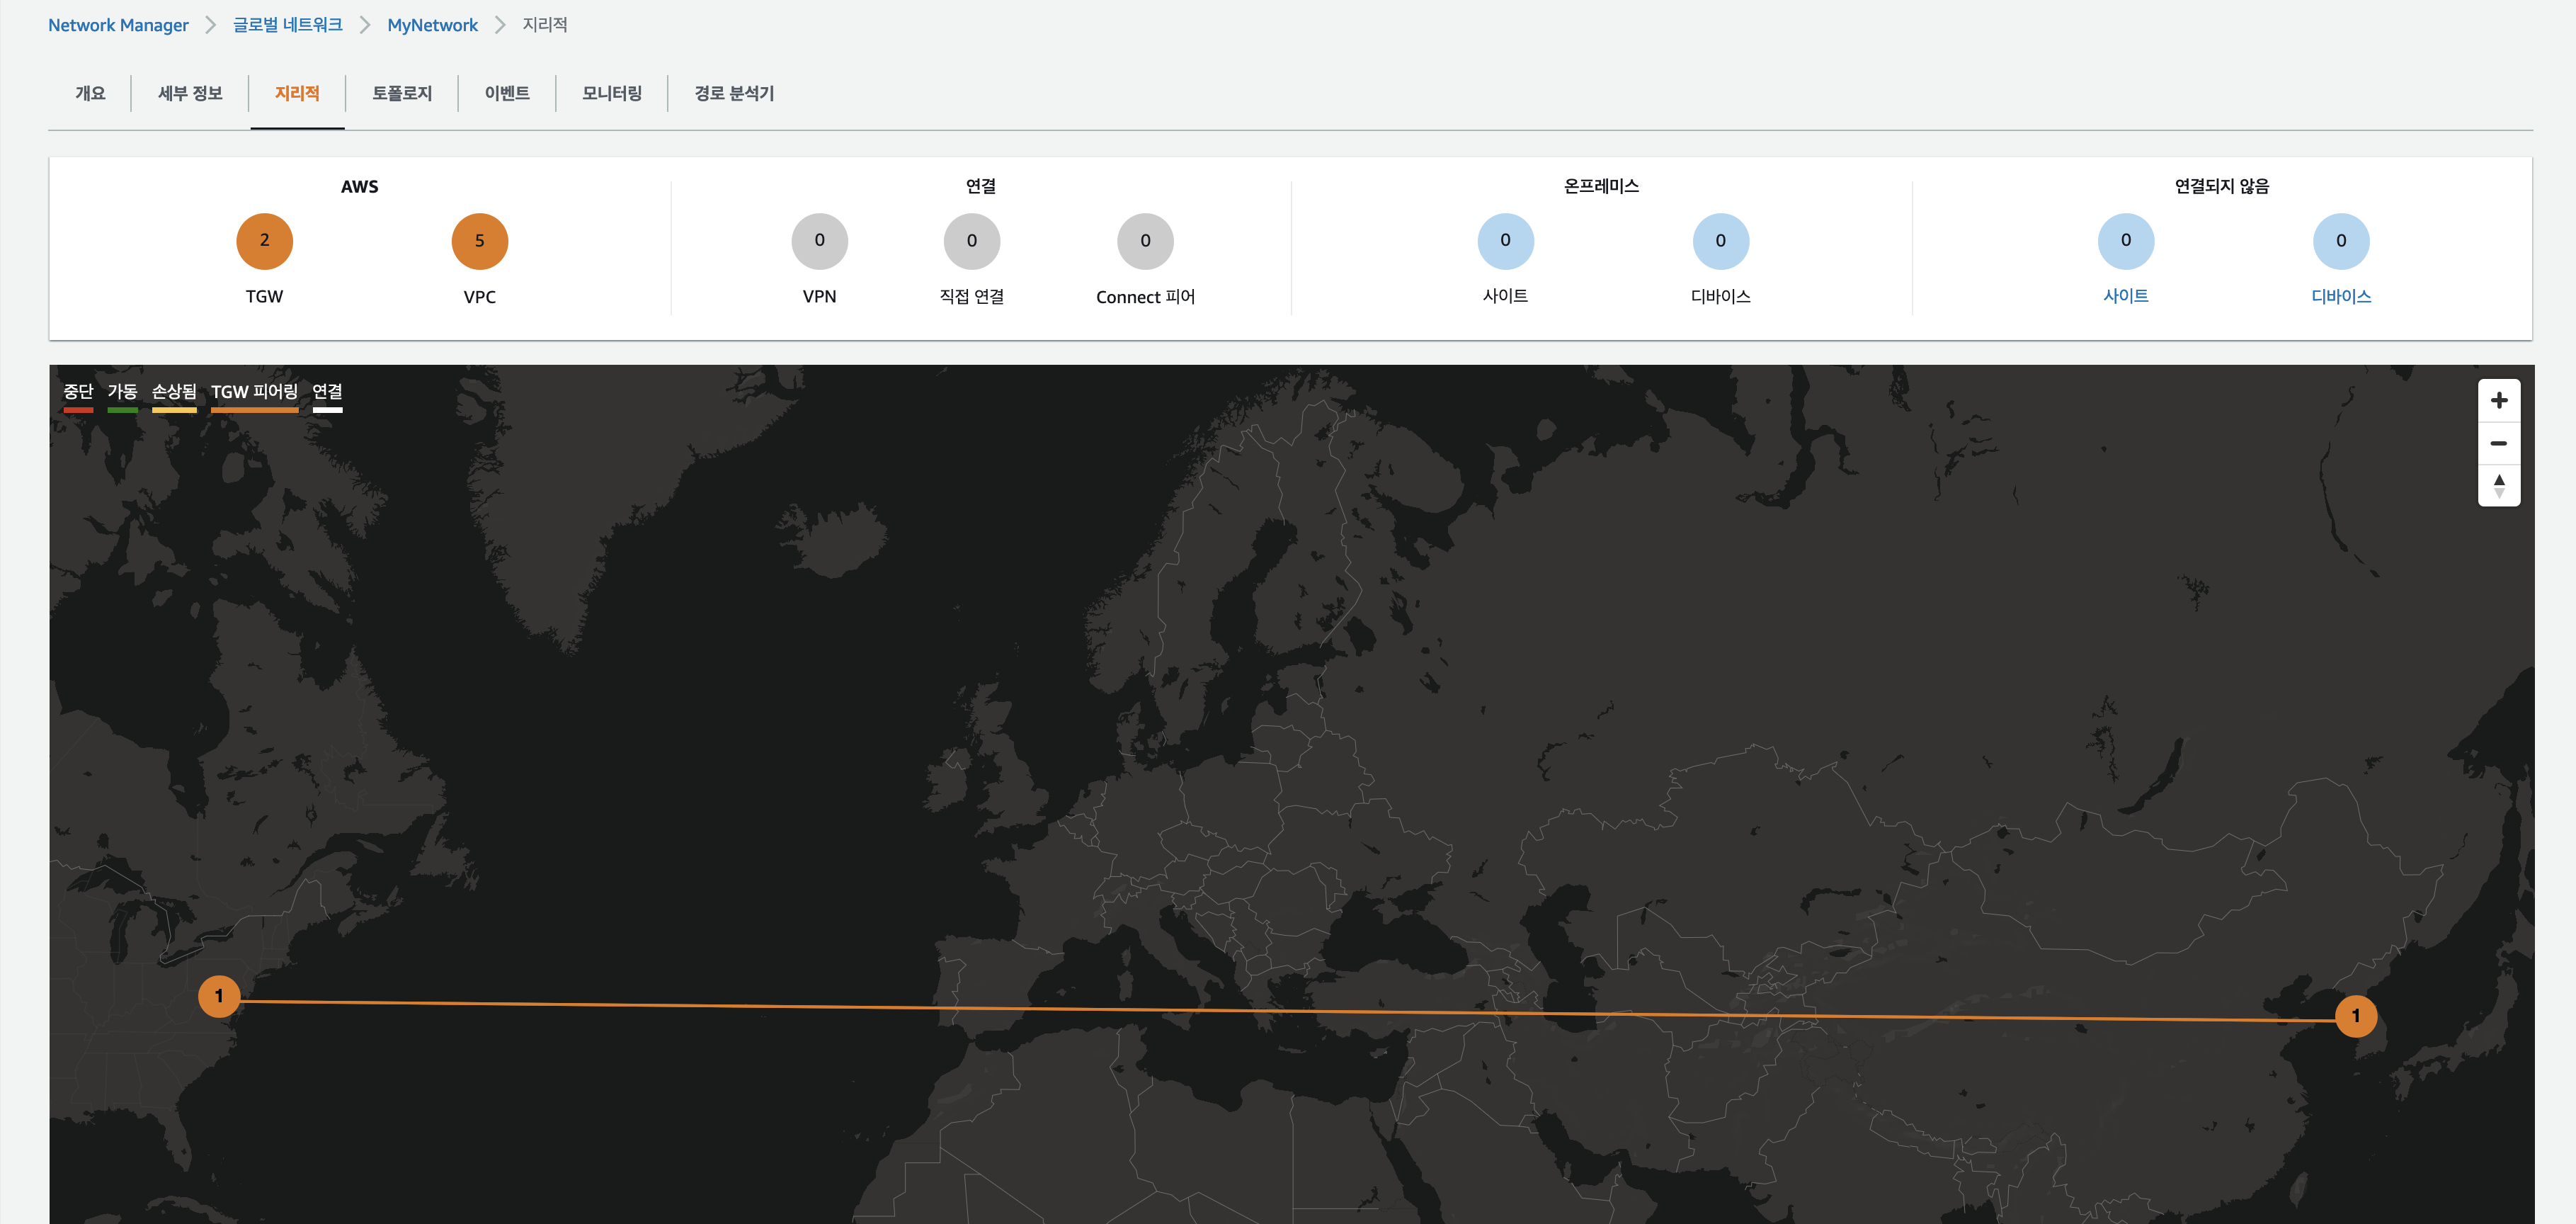 Network Manager > 글로벌 네트워크 > MyNetwork > 지리적
개요 세부 정보 지리적 토폴로지 이벤트 모니터링 경로 분석기
AWS 연결 온프레미스 연결되지 않음
2 5 0 0 0 0 0 0 0
TGW VPC VPN 직접 연결 Connect 피어 사이트 디바이스 사이트 디바이스
중단 가동 손상됨 TGW 피어링 연결
1 1